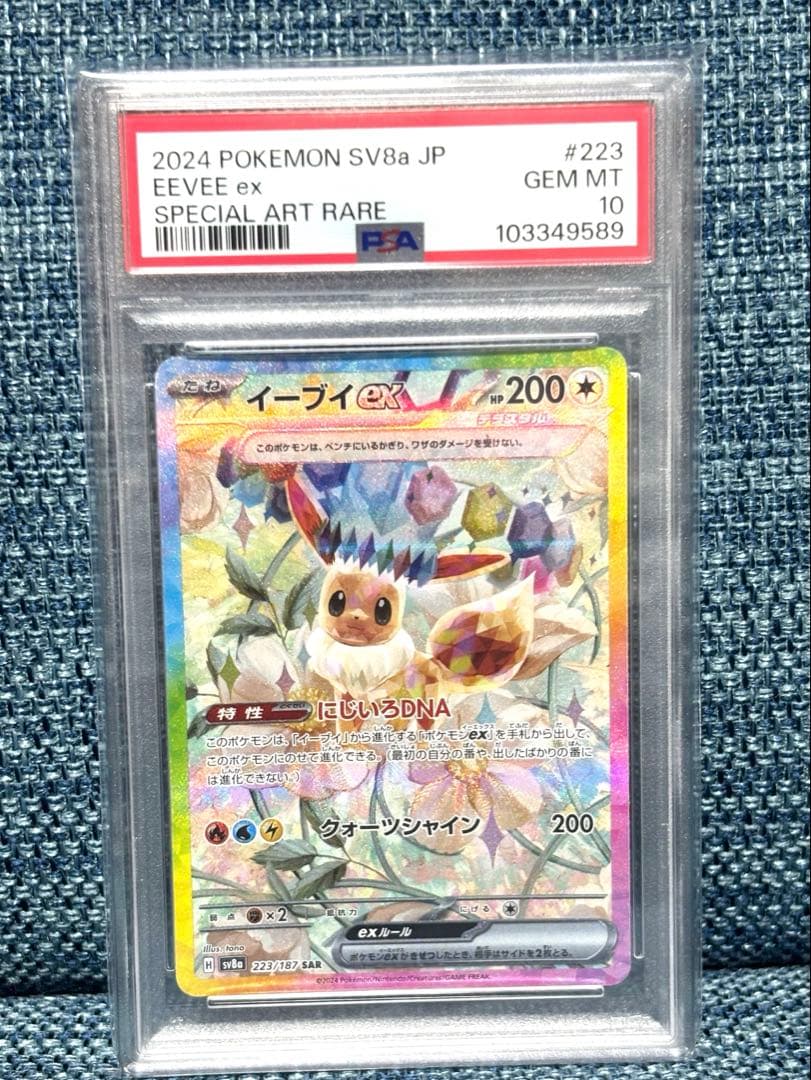 2024 POKEMON SV8a JP #223
EEVEE ex GEM MT
SPECIAL ART RARE 10
PSA 103349589
たね イーブイex HP 200
テラスタル
このポケモンは、ベンチにいるかぎり、ワザのダメージを受けない。
特性 とくせい にじいろDNA
このポケモンは、「イーブイ」から進化する「ポケモンex」を手札から出して、
このポケモンにのせて進化できる。（最初の自分の番や、出したばかりの番に
は進化できない。）
クォーツシャイン 200
弱点 ×2 抵抗力 にげる
exルール
ポケモンexがきぜつしたとき、相手はサイドを2枚とる。
Illus. tono
H sv8a 223/187 SAR
©2024 Pokémon/Nintendo/Creatures/GAME FREAK.